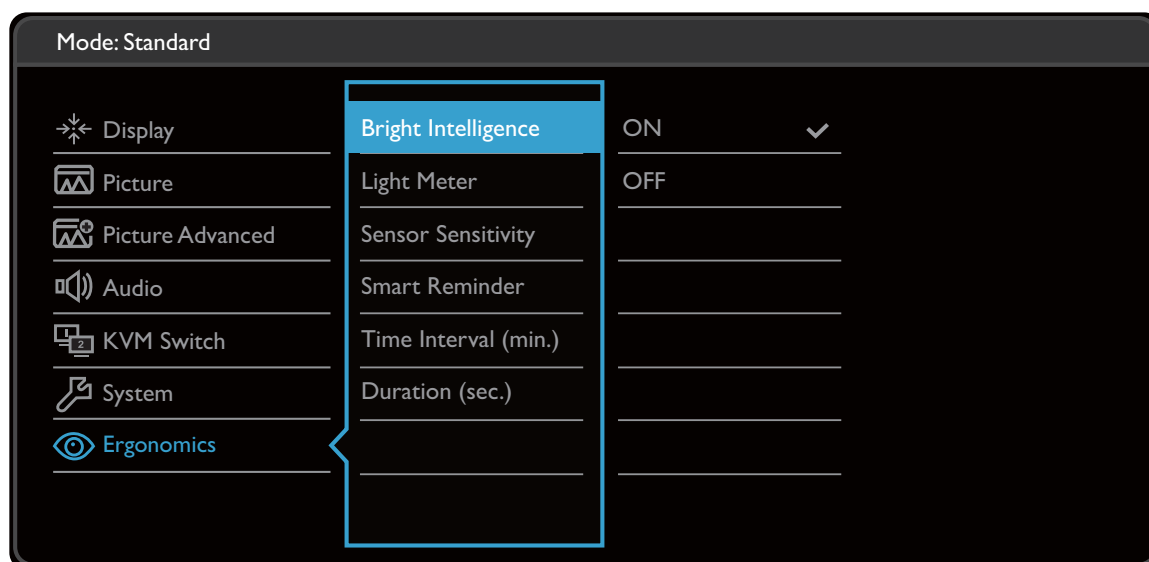 Mode: Standard
Display
Picture
Picture Advanced
Audio
2
KVM Switch
System
Ergonomics
Bright Intelligence
Light Meter
Sensor Sensitivity
Smart Reminder
Time Interval (min.)
Duration (sec.)
ON
OFF